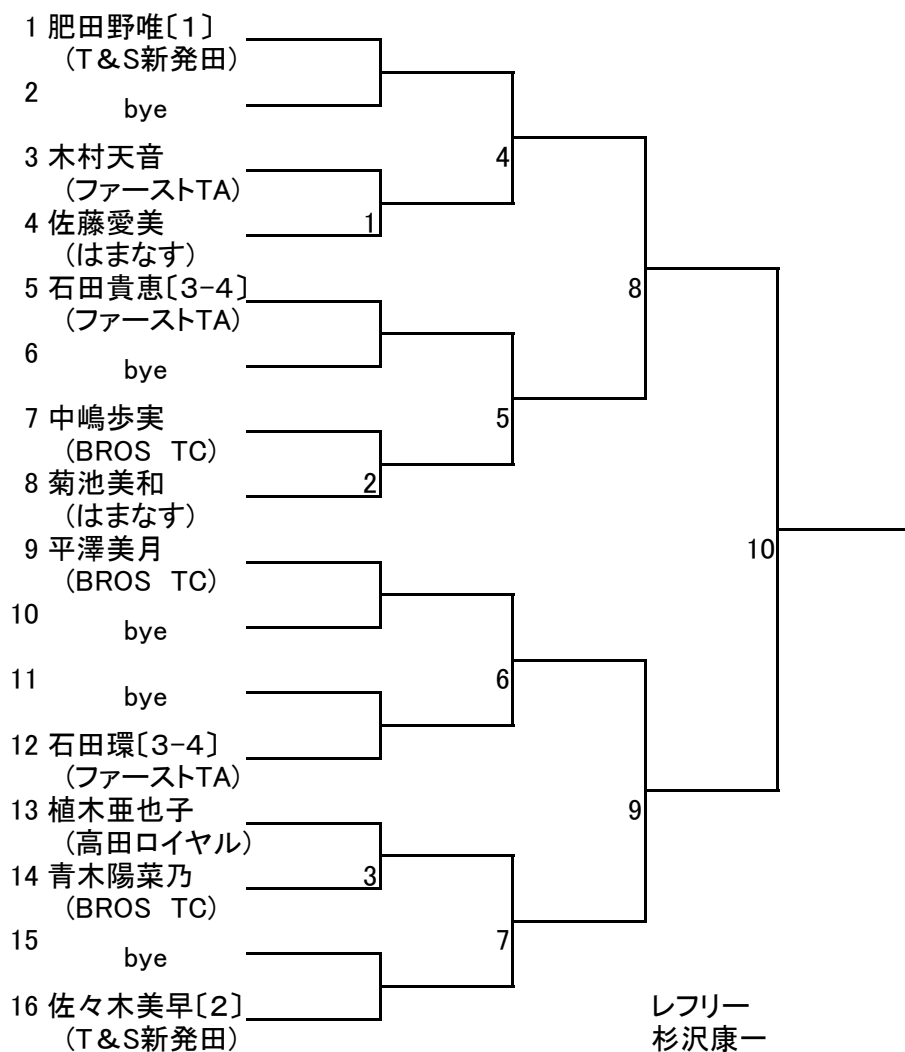 1 肥田野唯〔１〕
(Ｔ＆Ｓ新発田)
2 bye
3 木村天音
(ファーストTA)
4
4 佐藤愛美
1
(はまなす)
5 石田貴恵〔3-4〕
8
(ファーストTA)
6 bye
7 中嶋歩実
5
(BROS　TC)
8 菊池美和
2
(はまなす)
9 平澤美月
10
(BROS　TC)
10 bye
11 bye
6
12 石田環〔3-4〕
(ファーストTA)
13 植木亜也子
9
(高田ロイヤル)
14 青木陽菜乃
3
(BROS　TC)
15 bye
7
16 佐々木美早〔２〕
レフリー
(Ｔ＆Ｓ新発田)
杉沢康一